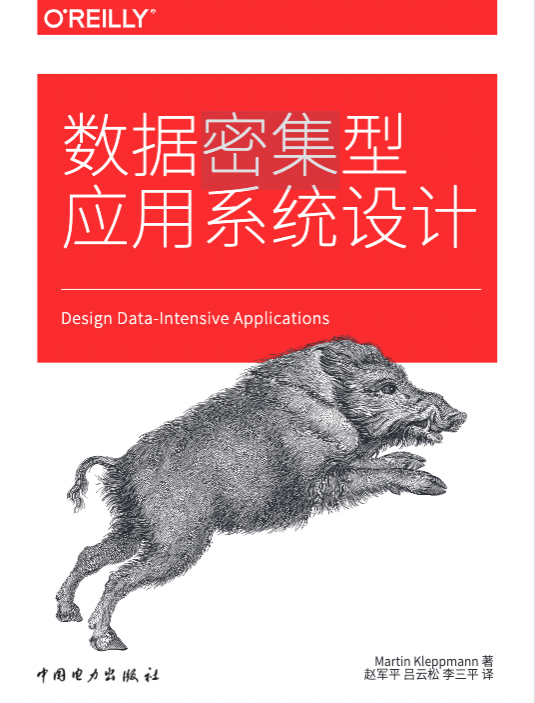 O'REILLY®
数据密集型
应用系统设计
Design Data-Intensive Applications
Martin Kleppmann 著
赵军平 吕云松 李三平 译
中国电力出版社